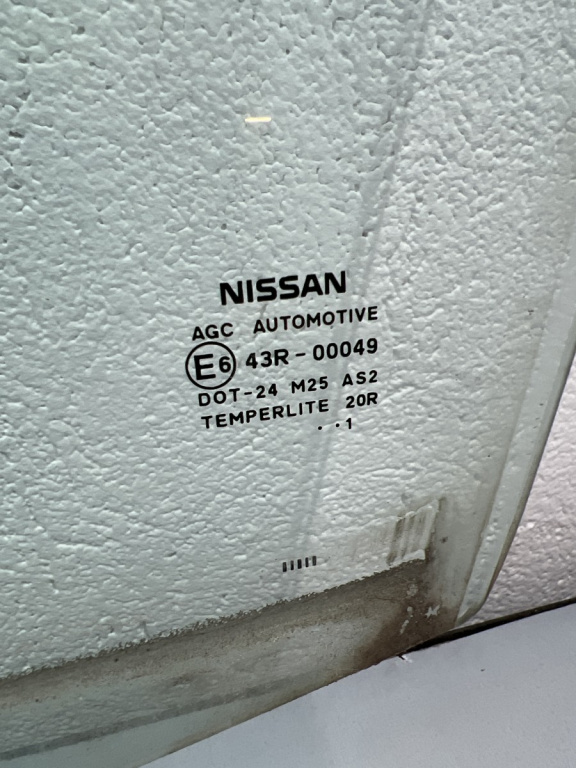 NISSAN
AGC AUTOMOTIVE
E6 43R-00049
DOT-24 M25 AS2
TEMPERLITE 20R
. ..1